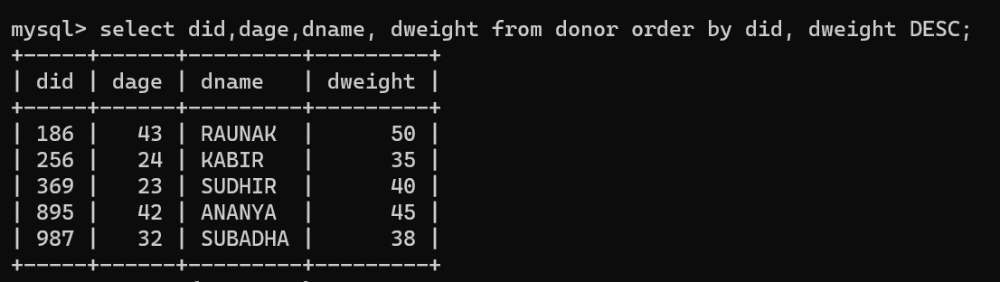 mysql> select did,dage,dname, dweight from donor order by did, dweight DESC;
+-----+------+---------+---------+
| did | dage | dname   | dweight |
+-----+------+---------+---------+
| 186 |   43 | RAUNAK  |      50 |
| 256 |   24 | KABIR   |      35 |
| 369 |   23 | SUDHIR  |      40 |
| 895 |   42 | ANANYA  |      45 |
| 987 |   32 | SUBADHA |      38 |
+-----+------+---------+---------+